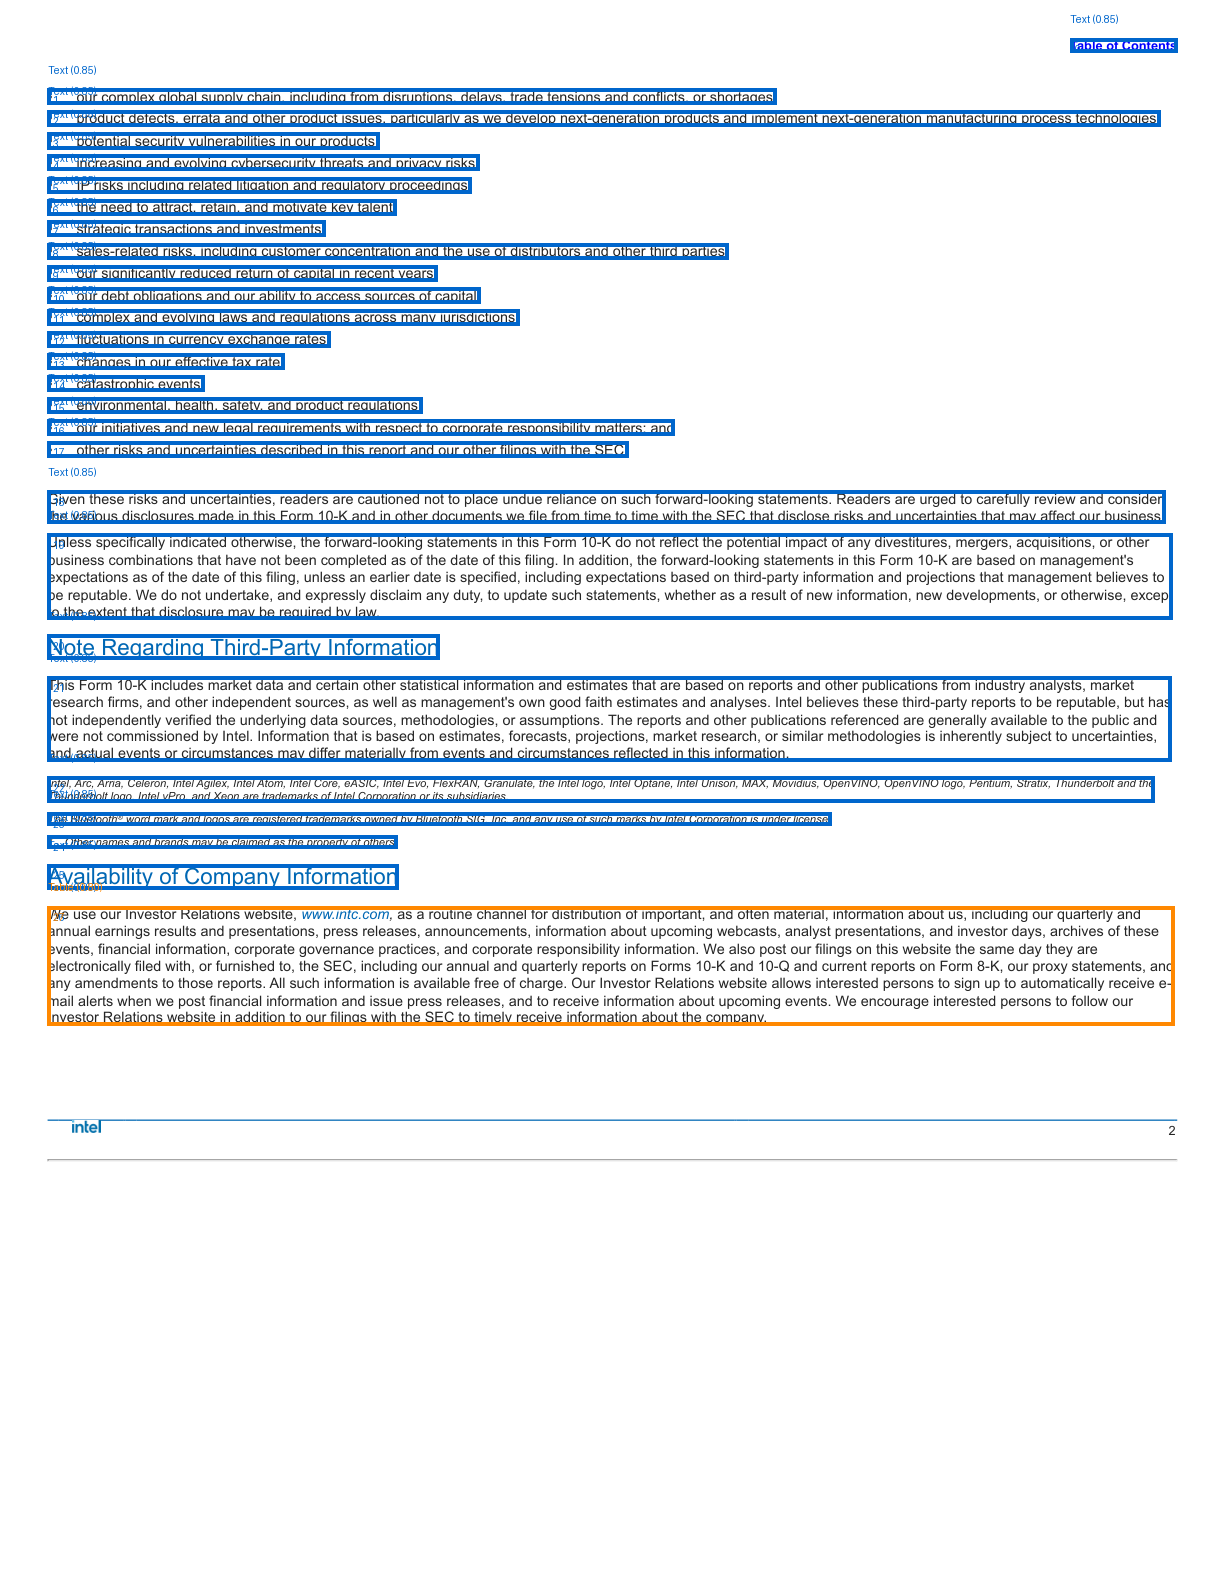 Text (0.85)
Table of Contents
Text (0.85)
our complex global supply chain, including from disruptions, delays, trade tensions and conflicts, or shortages
product defects, errata and other product issues, particularly as we develop next-generation products and implement next-generation manufacturing process technologies
potential security vulnerabilities in our products
increasing and evolving cybersecurity threats and privacy risks
IP risks including related litigation and regulatory proceedings
the need to attract, retain, and motivate key talent
strategic transactions and investments
sales-related risks, including customer concentration and the use of distributors and other third parties
our significantly reduced return of capital in recent years
our debt obligations and our ability to access sources of capital
complex and evolving laws and regulations across many jurisdictions
fluctuations in currency exchange rates
changes in our effective tax rate
catastrophic events
environmental, health, safety, and product regulations
our initiatives and new legal requirements with respect to corporate responsibility matters; and
other risks and uncertainties described in this report and our other filings with the SEC
Text (0.85)
Given these risks and uncertainties, readers are cautioned not to place undue reliance on such forward-looking statements. Readers are urged to carefully review and consider
the various disclosures made in this Form 10-K and in other documents we file from time to time with the SEC that disclose risks and uncertainties that may affect our business
Unless specifically indicated otherwise, the forward-looking statements in this Form 10-K do not reflect the potential impact of any divestitures, mergers, acquisitions, or other
business combinations that have not been completed as of the date of this filing. In addition, the forward-looking statements in this Form 10-K are based on management's
expectations as of the date of this filing, unless an earlier date is specified, including expectations based on third-party information and projections that management believes to
be reputable. We do not undertake, and expressly disclaim any duty, to update such statements, whether as a result of new information, new developments, or otherwise, excep
to the extent that disclosure may be required by law.
Note Regarding Third-Party Information
This Form 10-K includes market data and certain other statistical information and estimates that are based on reports and other publications from industry analysts, market
research firms, and other independent sources, as well as management's own good faith estimates and analyses. Intel believes these third-party reports to be reputable, but has
not independently verified the underlying data sources, methodologies, or assumptions. The reports and other publications referenced are generally available to the public and
were not commissioned by Intel. Information that is based on estimates, forecasts, projections, market research, or similar methodologies is inherently subject to uncertainties,
and actual events or circumstances may differ materially from events and circumstances reflected in this information.
Intel, Arc, Arria, Celeron, Intel Agilex, Intel Atom, Intel Core, eASIC, Intel Evo, FlexRAN, Granulate, the Intel logo, Intel Optane, Intel Unison, MAX, Movidius, OpenVINO, OpenVINO logo, Pentium, Stratix, Thunderbolt and the
Thunderbolt logo, Intel vPro, and Xeon are trademarks of Intel Corporation or its subsidiaries
The Bluetooth® word mark and logos are registered trademarks owned by Bluetooth SIG, Inc. and any use of such marks by Intel Corporation is under license
Other names and brands may be claimed as the property of others
Availability of Company Information
We use our Investor Relations website, www.intc.com, as a routine channel for distribution of important, and often material, information about us, including our quarterly and
annual earnings results and presentations, press releases, announcements, information about upcoming webcasts, analyst presentations, and investor days, archives of these
events, financial information, corporate governance practices, and corporate responsibility information. We also post our filings on this website the same day they are
electronically filed with, or furnished to, the SEC, including our annual and quarterly reports on Forms 10-K and 10-Q and current reports on Form 8-K, our proxy statements, and
any amendments to those reports. All such information is available free of charge. Our Investor Relations website allows interested persons to sign up to automatically receive e-
mail alerts when we post financial information and issue press releases, and to receive information about upcoming events. We encourage interested persons to follow our
Investor Relations website in addition to our filings with the SEC to timely receive information about the company.
intel
2